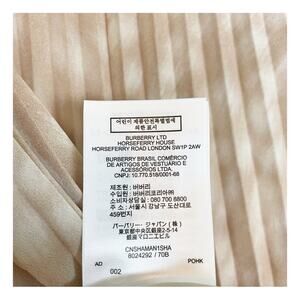 어린이 제품안전특별법에
의한 표시
BURBERRY LTD
HORSEFERRY HOUSE
HORSEFERRY ROAD LONDON SW1P 2AW
BURBERRY BRASIL COMÉRCIO
DE ARTIGOS DE VESTUÁRIO E
ACESSÓRIOS LTDA.
CNPJ: 10.770.518/0001-68
제조원 : 버버리
수입원 : 버버리코리아㈜
소비자상담실 : 080 700 8800
주소 : 서울시 강남구 도산대로
459번지
バーバリー・ジャパン(株)
東京都中央区銀座2-5-14
銀座マロニエビル
CNSHAMAN1SHA
8024292 / 70B
AD POHK
002